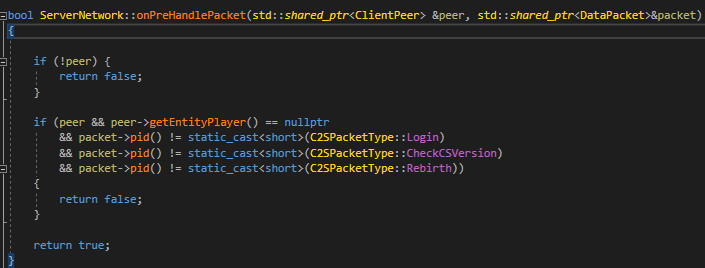 bool ServerNetwork::onPreHandlePacket(std::shared_ptr<ClientPeer> &peer, std::shared_ptr<DataPacket>&packet)
{
if (!peer) {
return false;
}
if (peer && peer->getEntityPlayer() == nullptr
&& packet->pid() != static_cast<short>(C2SPacketType::Login)
&& packet->pid() != static_cast<short>(C2SPacketType::CheckCSVersion)
&& packet->pid() != static_cast<short>(C2SPacketType::Rebirth))
{
return false;
}
return true;
}